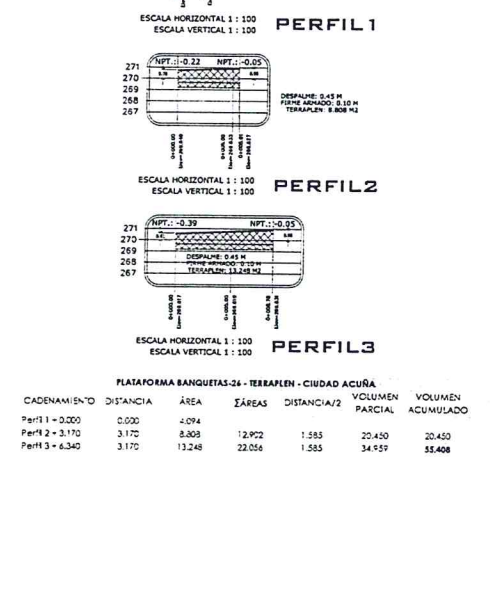 ESCALA HORIZONTAL 1 : 100
ESCALA VERTICAL 1 : 100
PERFIL1
NPT.:-0.22 NPT.:-0.05
271
270
269
268
267
DESPALME: 0.45 M
FIRME ARMADO: 0.10 M
TERRAPLEN: 8.808 M2
ESCALA HORIZONTAL 1 : 100
ESCALA VERTICAL 1 : 100
PERFIL2
NPT.:-0.39 NPT.:-0.05
271
270
269
268
267
DESPALME: 0.45 M
FIRME ARMADO: 0.10 M
TERRAPLEN: 13.248 M2
ESCALA HORIZONTAL 1 : 100
ESCALA VERTICAL 1 : 100
PERFIL3
PLATAFORMA BANQUETAS-26 - TERRAPLEN - CIUDAD ACUÑA
CADENAMIENTO DISTANCIA ÁREA ΣÁREAS DISTANCIA/2 VOLUMEN PARCIAL VOLUMEN ACUMULADO
Perfil 1 + 0.000 0.000 4.094
Perfil 2 + 3.170 3.170 8.808 12.902 1.585 20.450 20.450
Perfil 3 + 6.340 3.170 13.248 22.056 1.585 34.959 55.408